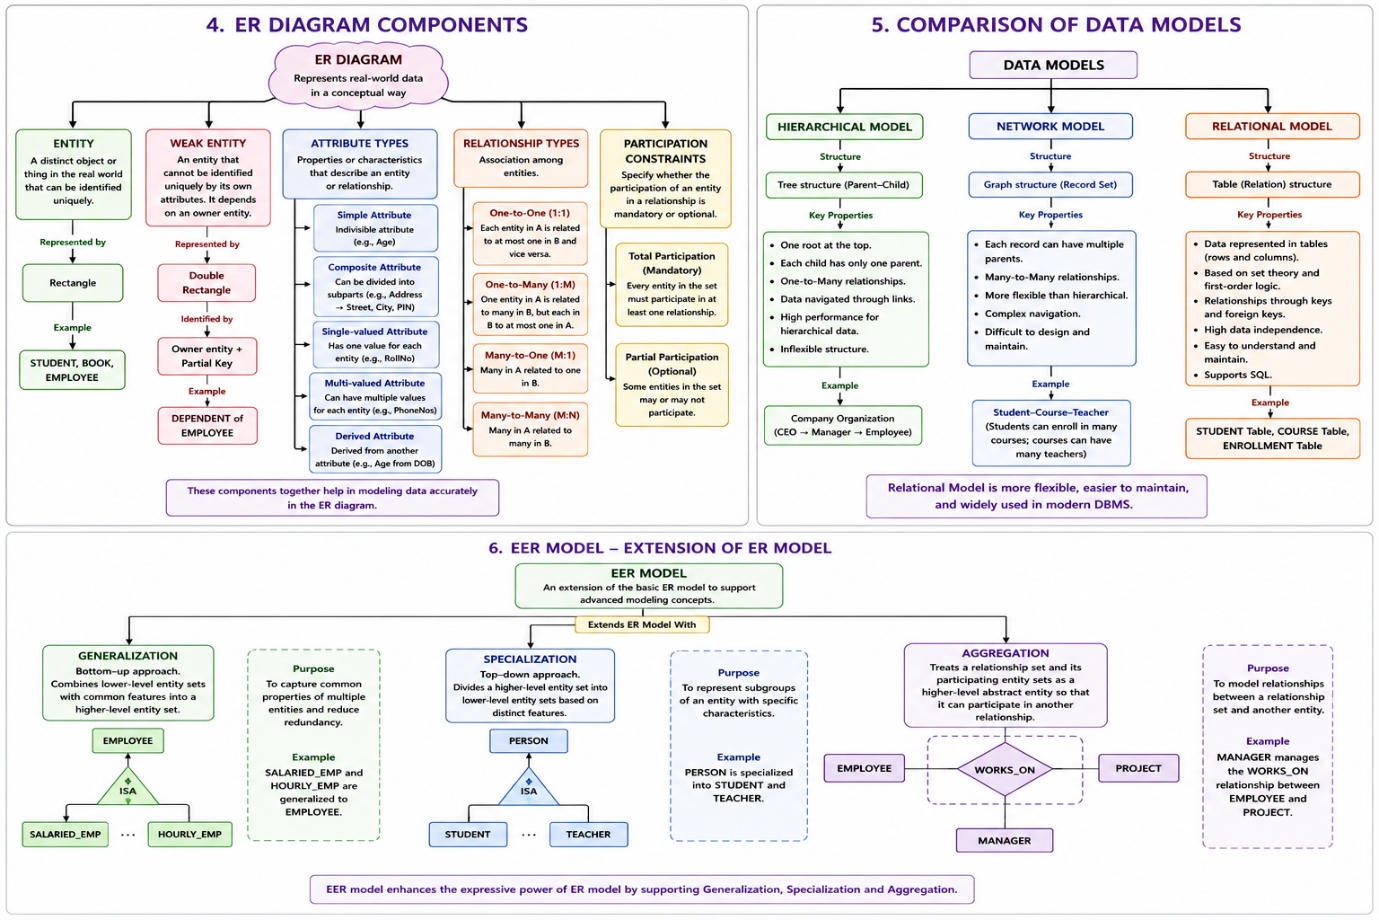 4. ER DIAGRAM COMPONENTS
ER DIAGRAM
Represents real-world data
in a conceptual way
ENTITY
A distinct object or
thing in the real world
that can be identified
uniquely.
Represented by
Rectangle
Example
STUDENT, BOOK,
EMPLOYEE
WEAK ENTITY
An entity that
cannot be identified
uniquely by its own
attributes. It depends
on an owner entity.
Represented by
Double
Rectangle
Identified by
Owner entity +
Partial Key
Example
DEPENDENT of
EMPLOYEE
ATTRIBUTE TYPES
Properties or characteristics
that describe an entity
or relationship.
Simple Attribute
Indivisible attribute
(e.g., Age)
Composite Attribute
Can be divided into
subparts (e.g., Address
→ Street, City, PIN)
Single-valued Attribute
Has one value for each
entity (e.g., RollNo)
Multi-valued Attribute
Can have multiple values
for each entity (e.g., PhoneNos)
Derived Attribute
Derived from another
attribute (e.g., Age from DOB)
RELATIONSHIP TYPES
Association among
entities.
One-to-One (1:1)
Each entity in A is related
to at most one in B and
vice versa.
One-to-Many (1:M)
One entity in A is related
to many in B, but each in
B to at most one in A.
Many-to-One (M:1)
Many in A related to one
in B.
Many-to-Many (M:N)
Many in A related to
many in B.
PARTICIPATION
CONSTRAINTS
Specify whether the
participation of an entity
in a relationship is
mandatory or optional.
Total Participation
(Mandatory)
Every entity in the set
must participate in at
least one relationship.
Partial Participation
(Optional)
Some entities in the set
may or may not
participate.
These components together help in modeling data accurately
in the ER diagram.
5. COMPARISON OF DATA MODELS
DATA MODELS
HIERARCHICAL MODEL
Structure
Tree structure (Parent–Child)
Key Properties
• One root at the top.
• Each child has only one parent.
• One-to-Many relationships.
• Data navigated through links.
• High performance for
hierarchical data.
• Inflexible structure.
Example
Company Organization
(CEO → Manager → Employee)
NETWORK MODEL
Structure
Graph structure (Record Set)
Key Properties
• Each record can have multiple
parents.
• Many-to-Many relationships.
• More flexible than hierarchical.
• Complex navigation.
• Difficult to design and
maintain.
Example
Student–Course–Teacher
(Students can enroll in many
courses; courses can have
many teachers)
RELATIONAL MODEL
Structure
Table (Relation) structure
Key Properties
• Data represented in tables
(rows and columns).
• Based on set theory and
first-order logic.
• Relationships through keys
and foreign keys.
• High data independence.
• Easy to understand and
maintain.
• Supports SQL.
Example
STUDENT Table, COURSE Table,
ENROLLMENT Table
Relational Model is more flexible, easier to maintain,
and widely used in modern DBMS.
6. EER MODEL – EXTENSION OF ER MODEL
EER MODEL
An extension of the basic ER model to support
advanced modeling concepts.
Extends ER Model With
GENERALIZATION
Bottom–up approach.
Combines lower-level entity sets
with common features into a
higher-level entity set.
EMPLOYEE
ISA
SALARIED_EMP
...
HOURLY_EMP
Purpose
To capture common
properties of multiple
entities and reduce
redundancy.
Example
SALARIED_EMP and
HOURLY_EMP are
generalized to
EMPLOYEE.
SPECIALIZATION
Top–down approach.
Divides a higher-level entity set into
lower-level entity sets based on
distinct features.
PERSON
ISA
STUDENT
...
TEACHER
Purpose
To represent subgroups
of an entity with specific
characteristics.
Example
PERSON is specialized
into STUDENT and
TEACHER.
AGGREGATION
Treats a relationship set and its
participating entity sets as a
higher-level abstract entity so that
it can participate in another
relationship.
EMPLOYEE
WORKS_ON
PROJECT
MANAGER
Purpose
To model relationships
between a relationship
set and another entity.
Example
MANAGER manages
the WORKS_ON
relationship between
EMPLOYEE and
PROJECT.
EER model enhances the expressive power of ER model by supporting Generalization, Specialization and Aggregation.